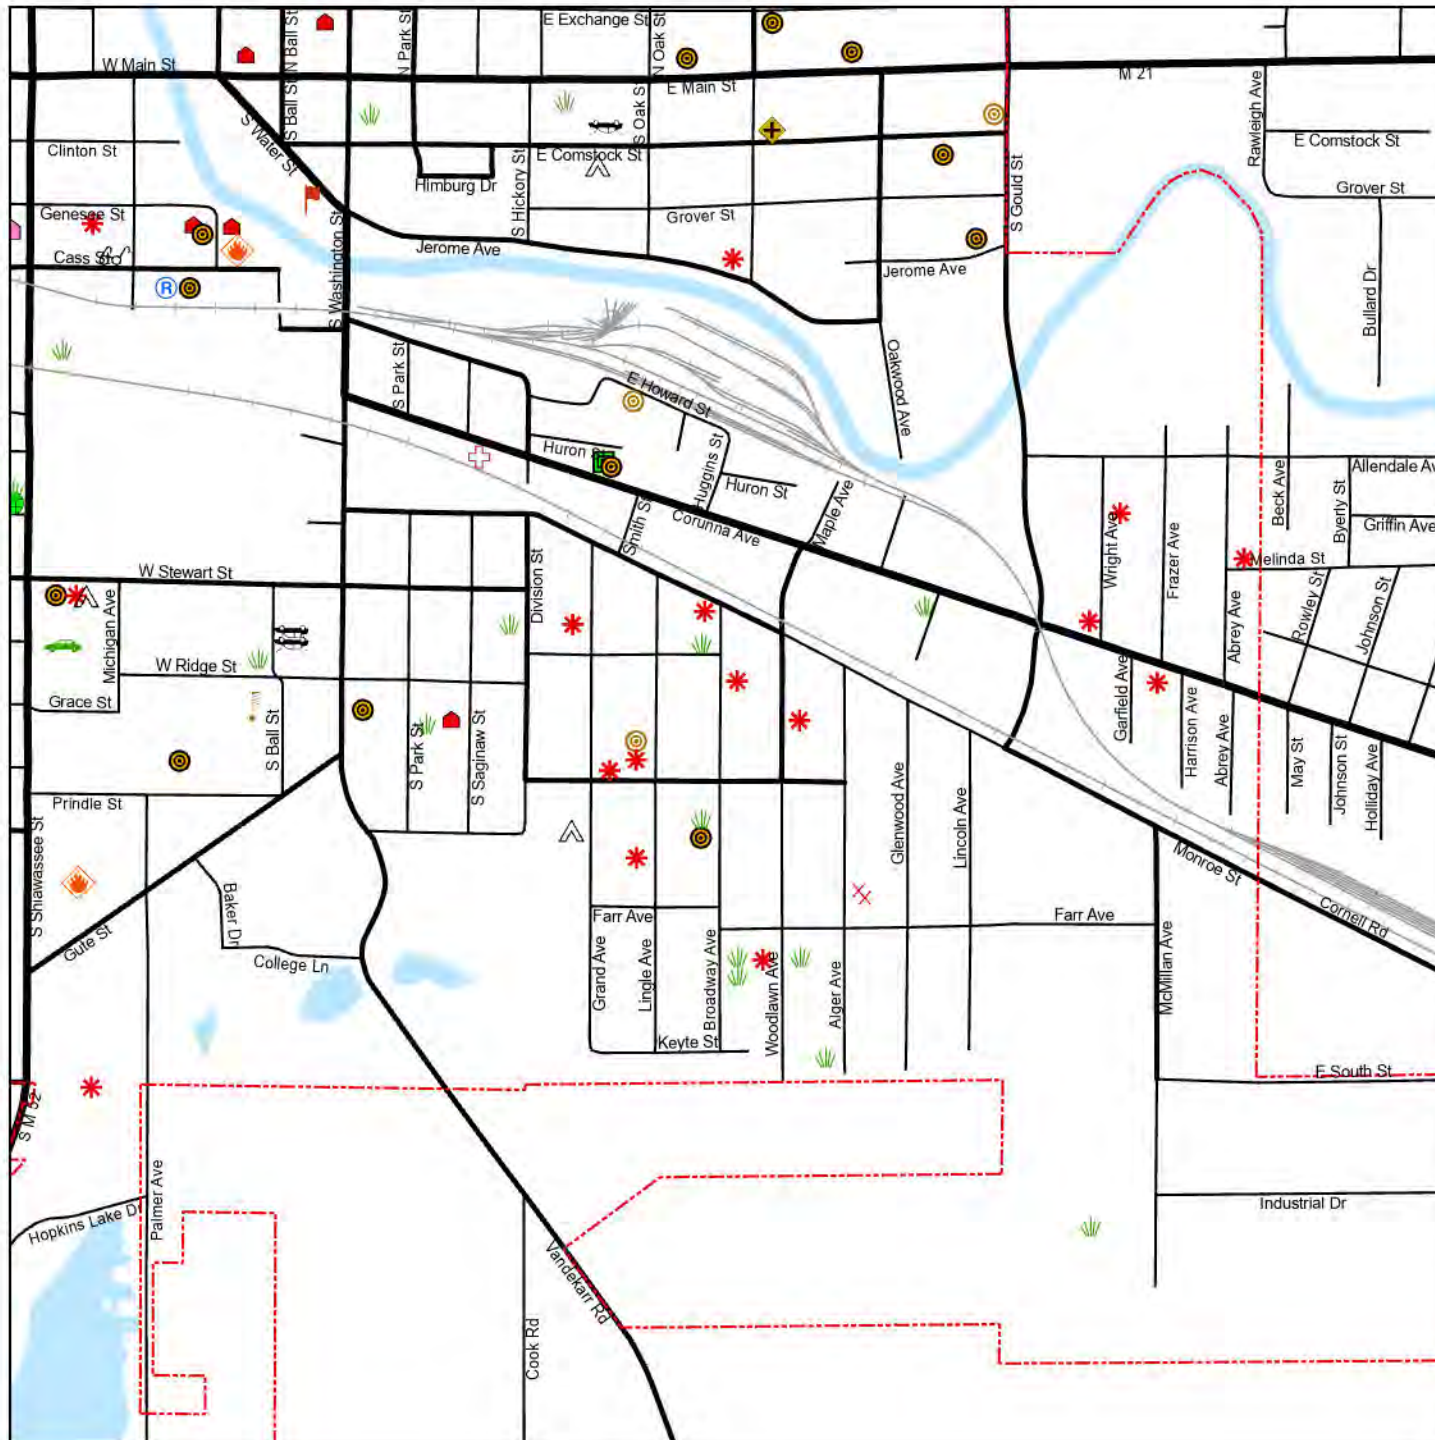 E Exchange St
N Ball St
N Park St
N Oak St
W Main St
E Main St
M 21
S Ball St
S Oak St
Rawleigh Ave
S Water St
E Comstock St
E Comstock St
Clinton St
Himburg Dr
S Hickory St
S Gould St
Grover St
Genesee St
Grover St
S Washington St
Jerome Ave
Cass St
Jerome Ave
Bullard Dr
S Park St
E Howard St
Oakwood Ave
Huron St
Huggins St
Huron St
Allendale Av
Beck Ave
Byerly St
Griffin Ave
Smith St
Corunna Ave
Maple Ave
Wright Ave
Frazer Ave
Melinda St
W Stewart St
Division St
Michigan Ave
Abrey Ave
Rowley St
Johnson St
W Ridge St
Grace St
S Ball St
S Park St
S Saginaw St
Garfield Ave
Harrison Ave
Abrey Ave
May St
Johnson St
Holliday Ave
Prindle St
Glenwood Ave
Lincoln Ave
S Shiawassee St
Monroe St
Baker Dr
Gute St
College Ln
Farr Ave
Farr Ave
Cornell Rd
Grand Ave
Lingle Ave
Broadway Ave
Woodlawn Ave
Alger Ave
McMillan Ave
Keyte St
E South St
S M 52
Palmer Ave
Hopkins Lake D
Industrial Dr
Vandekarr Rd
Cook Rd
R